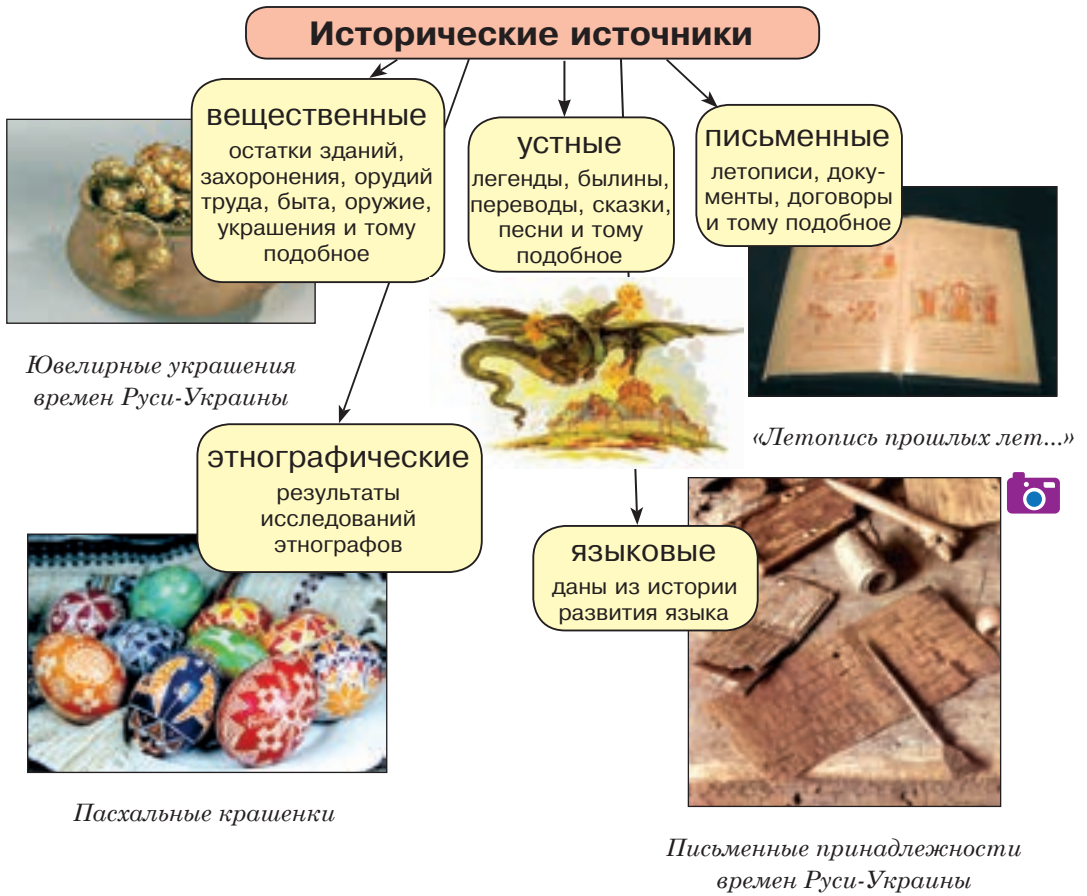 Исторические источники
вещественные
остатки зданий,
захоронения, орудий
труда, быта, оружие,
украшения и тому
подобное
устные
легенды, былины,
переводы, сказки,
песни и тому
подобное
письменные
летописи, доку-
менты, договоры
и тому подобное
Ювелирные украшения
времен Руси-Украины
«Летопись прошлых лет...»
этнографические
результаты
исследований
этнографов
языковые
даны из истории
развития языка
Пасхальные крашенки
Письменные принадлежности
времен Руси-Украины